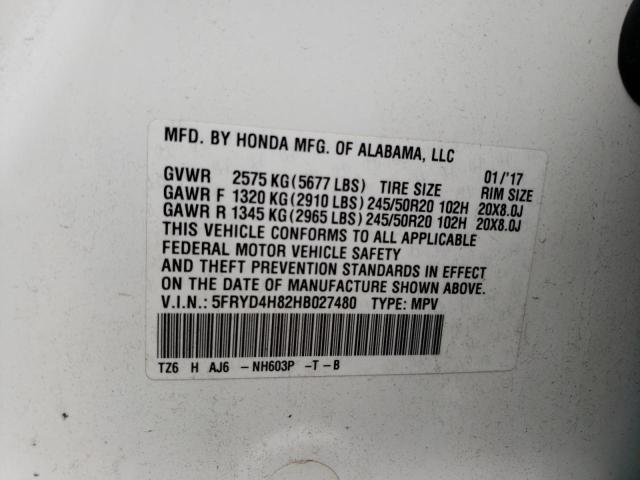 MFD. BY HONDA MFG. OF ALABAMA, LLC
01/'17
GVWR 2575 KG (5677 LBS) TIRE SIZE RIM SIZE
GAWR F 1320 KG (2910 LBS) 245/50R20 102H 20X8.0J
GAWR R 1345 KG (2965 LBS) 245/50R20 102H 20X8.0J
THIS VEHICLE CONFORMS TO ALL APPLICABLE
FEDERAL MOTOR VEHICLE SAFETY
AND THEFT PREVENTION STANDARDS IN EFFECT
ON THE DATE OF MANUFACTURE SHOWN ABOVE.
V.I.N.: 5FRYD4H82HB027480 TYPE: MPV
TZ6 H AJ6 -NH603P -T-B